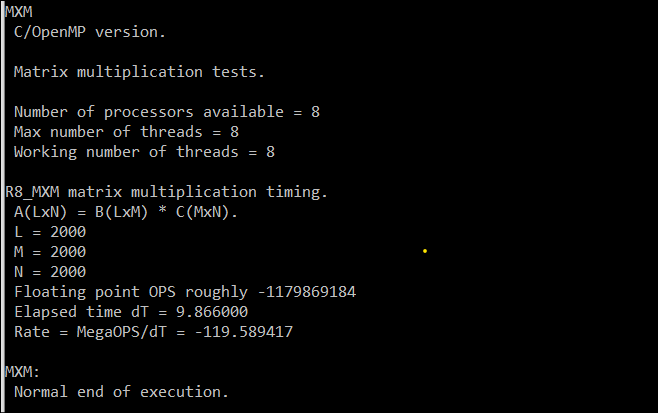 MXM
C/OpenMP version.
Matrix multiplication tests.
Number of processors available = 8
Max number of threads = 8
Working number of threads = 8
R8_MXM matrix multiplication timing.
A(LxN) = B(LxM) * C(MxN).
L = 2000
M = 2000
N = 2000
Floating point OPS roughly -1179869184
Elapsed time dT = 9.866000
Rate = MegaOPS/dT = -119.589417
MXM:
Normal end of execution.